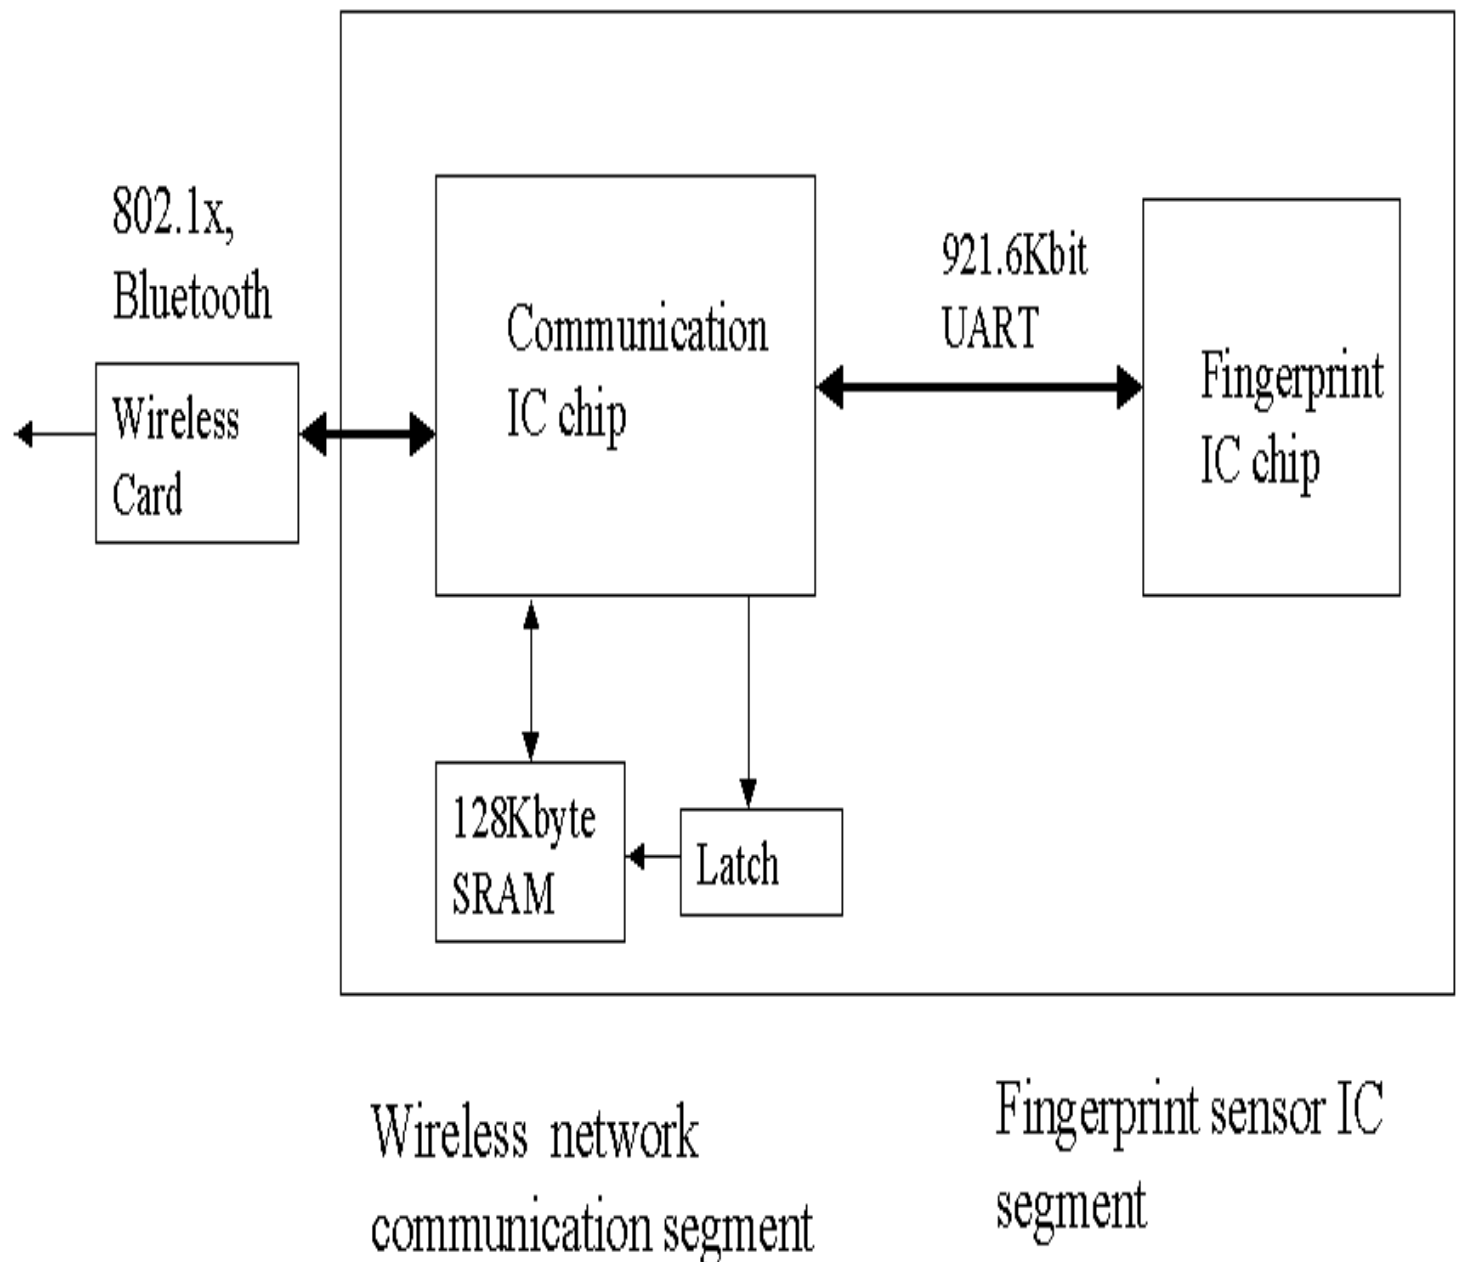 802.1x,
Bluetooth
Wireless
Card
Communication
IC chip
921.6Kbit
UART
Fingerprint
IC chip
128Kbyte
SRAM
Latch
Wireless network
communication segment
Fingerprint sensor IC
segment